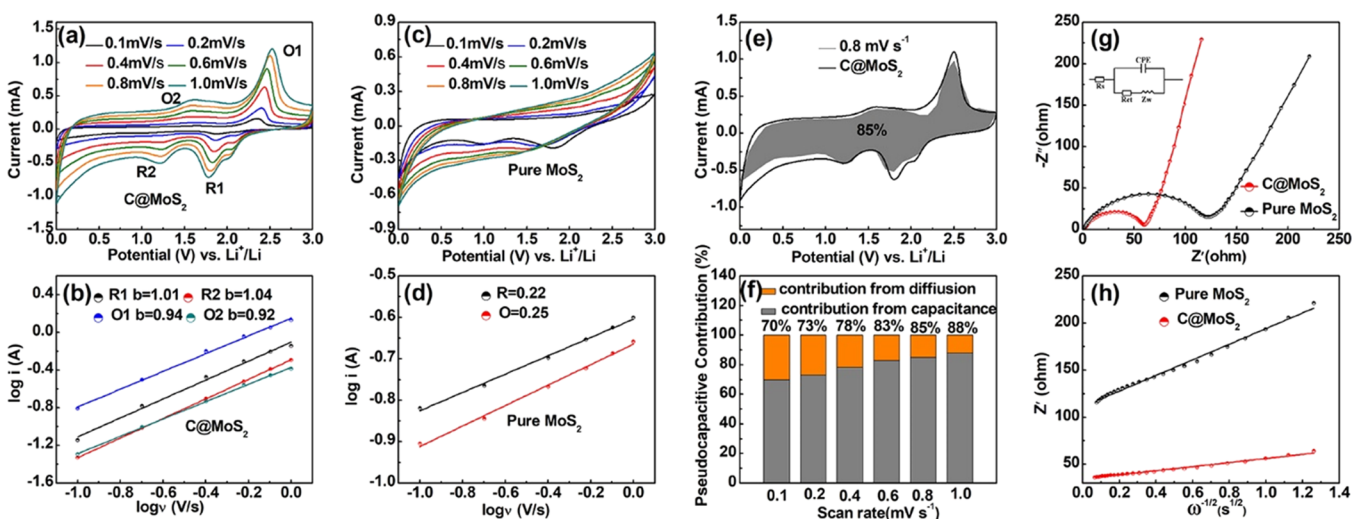 (a)
0.1mV/s 0.2mV/s
0.4mV/s 0.6mV/s
0.8mV/s 1.0mV/s
O1
O2
R2
R1
C@MoS2
1.5
1.0
0.5
0.0
-0.5
-1.0
-1.5
Current (mA)
0.0 0.5 1.0 1.5 2.0 2.5 3.0
Potential (V) vs. Li+/Li
(c)
0.1mV/s 0.2mV/s
0.4mV/s 0.6mV/s
0.8mV/s 1.0mV/s
Pure MoS2
0.9
0.6
0.3
0.0
-0.3
-0.6
-0.9
Current (mA)
0.0 0.5 1.0 1.5 2.0 2.5 3.0
Potential (V) vs. Li+/Li
(e)
0.8 mV s-1
C@MoS2
85%
1.5
1.0
0.5
0.0
-0.5
-1.0
Current (mA)
0.0 0.5 1.0 1.5 2.0 2.5 3.0
Potential (V) vs. Li+/Li
(g)
CPE
Rs
Rct Zw
C@MoS2
Pure MoS2
250
200
150
100
50
0
-Z″(ohm)
0 50 100 150 200 250
Z′(ohm)
(b)
R1 b=1.01 R2 b=1.04
O1 b=0.94 O2 b=0.92
C@MoS2
0.4
0.0
-0.4
-0.8
-1.2
-1.6
log i (A)
-1.0 -0.8 -0.6 -0.4 -0.2 0.0
logν (V/s)
(d)
R=0.22
O=0.25
Pure MoS2
-0.5
-0.6
-0.7
-0.8
-0.9
-1.0
log i (A)
-1.0 -0.8 -0.6 -0.4 -0.2 0.0
logν (V/s)
(f)
contribution from diffiusion
contribution from capacitance
70% 73% 78% 83% 85% 88%
140
120
100
80
60
40
20
0
Pseudocapacitive Contribution (%)
0.1 0.2 0.4 0.6 0.8 1.0
Scan rate(mV s-1)
(h)
Pure MoS2
C@MoS2
250
200
150
100
50
Z′ (ohm)
0.0 0.2 0.4 0.6 0.8 1.0 1.2 1.4
ω-1/2(s1/2)